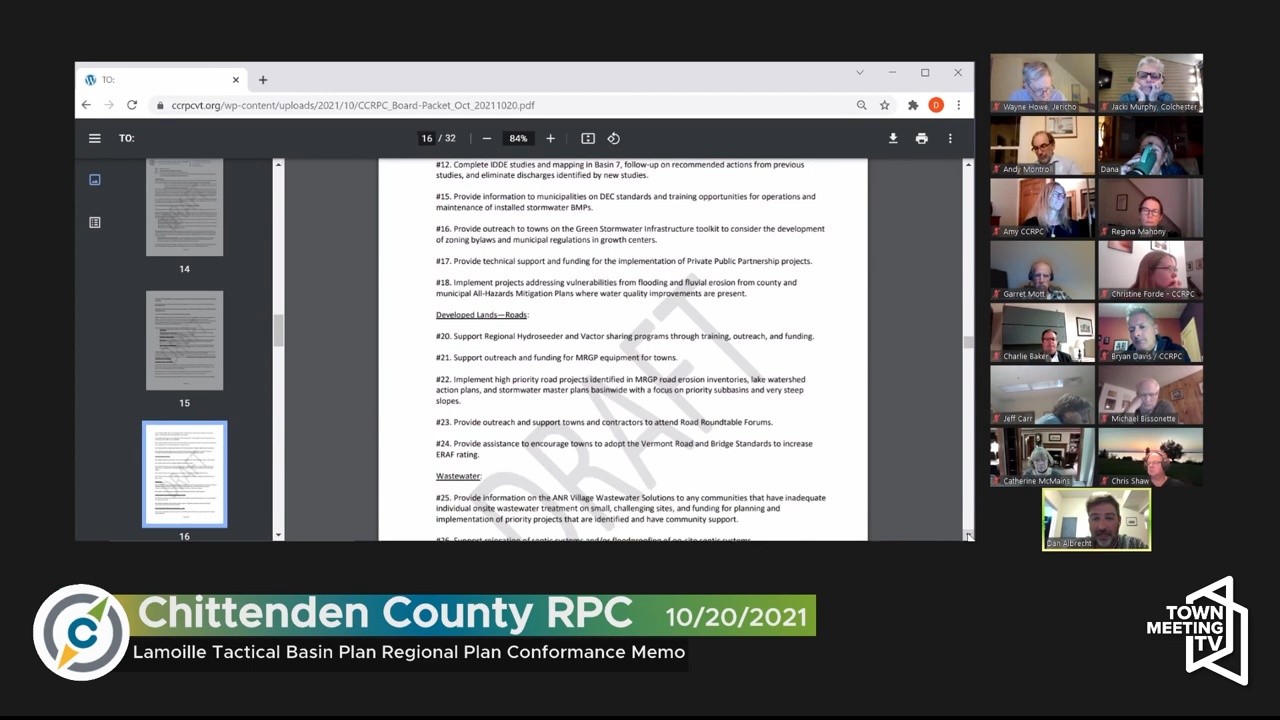 TO:
ccrpcvt.org/wp-content/uploads/2021/10/CCRPC_Board-Packet_Oct_20211020.pdf
D
TO:
16 / 32
84%
14
15
16
#12. Complete IDDE studies and mapping in Basin 7, follow-up on recommended actions from previous
studies, and eliminate discharges identified by new studies.
#15. Provide information to municipalities on DEC standards and training opportunities for operations and
maintenance of installed stormwater BMPs.
#16. Provide outreach to towns on the Green Stormwater Infrastructure toolkit to consider the development
of zoning bylaws and municipal regulations in growth centers.
#17. Provide technical support and funding for the implementation of Private Public Partnership projects.
#18. Implement projects addressing vulnerabilities from flooding and fluvial erosion from county and
municipal All-Hazards Mitigation Plans where water quality improvements are present.
Developed Lands—Roads:
#20. Support Regional Hydroseeder and Vactor sharing programs through training, outreach, and funding.
#21. Support outreach and funding for MRGP equipment for towns.
#22. Implement high priority road projects identified in MRGP road erosion inventories, lake watershed
action plans, and stormwater master plans basinwide with a focus on priority subbasins and very steep
slopes.
#23. Provide outreach and support towns and contractors to attend Road Roundtable Forums.
#24. Provide assistance to encourage towns to adopt the Vermont Road and Bridge Standards to increase
ERAF rating.
Wastewater:
#25. Provide information on the ANR Village Wastewater Solutions to any communities that have inadequate
individual onsite wastewater treatment on small, challenging sites, and funding for planning and
implementation of priority projects that are identified and have community support.
#26. Support relocation of septic systems and/or floodproofing of on-site septic systems.
DRAFT
Wayne Howe, Jericho
Jacki Murphy, Colchester
Andy Montroll
Dana
Amy CCRPC
Regina Mahony
Garret Mott
Christine Forde - CCRPC
Charlie Baker
Bryan Davis / CCRPC
Jeff Carr
Michael Bissonette
Catherine McMains
Chris Shaw
Dan Albrecht
C
Chittenden County RPC 10/20/2021
Lamoille Tactical Basin Plan Regional Plan Conformance Memo
TOWN
MEETING
TV